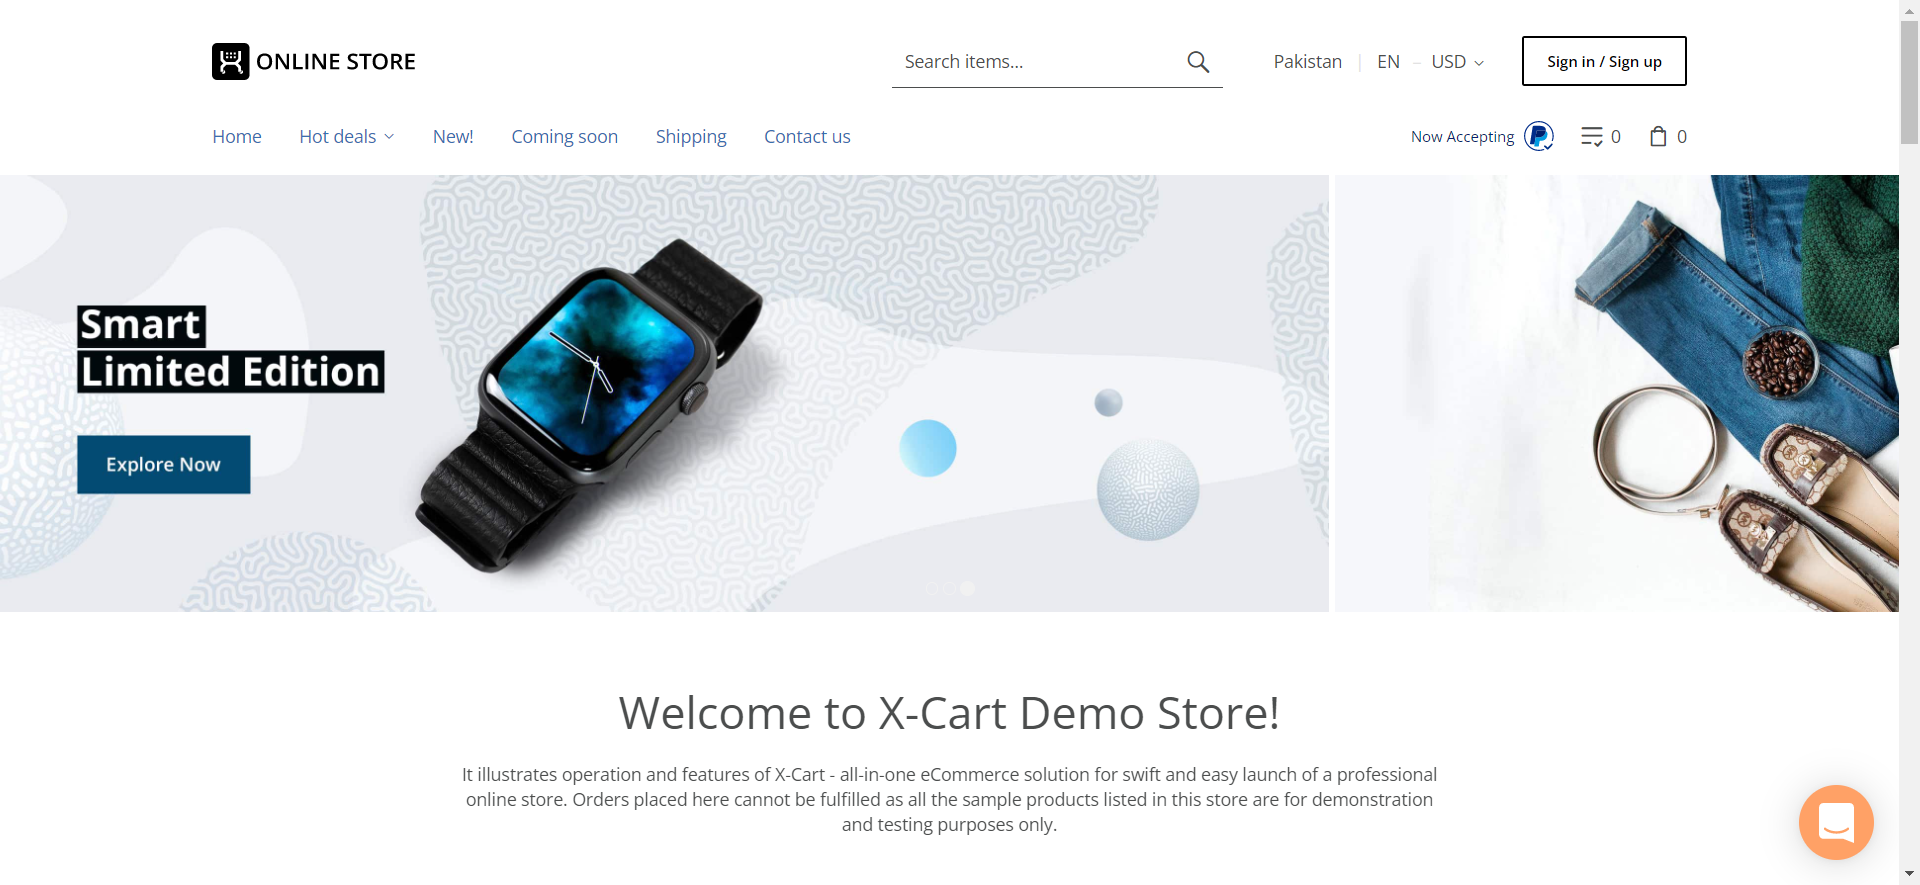 ONLINE STORE
Search items...
Pakistan | EN – USD
Sign in / Sign up
Home Hot deals New! Coming soon Shipping Contact us
Now Accepting 0 0
Smart
Limited Edition
Explore Now
Welcome to X-Cart Demo Store!
It illustrates operation and features of X-Cart - all-in-one eCommerce solution for swift and easy launch of a professional
online store. Orders placed here cannot be fulfilled as all the sample products listed in this store are for demonstration
and testing purposes only.